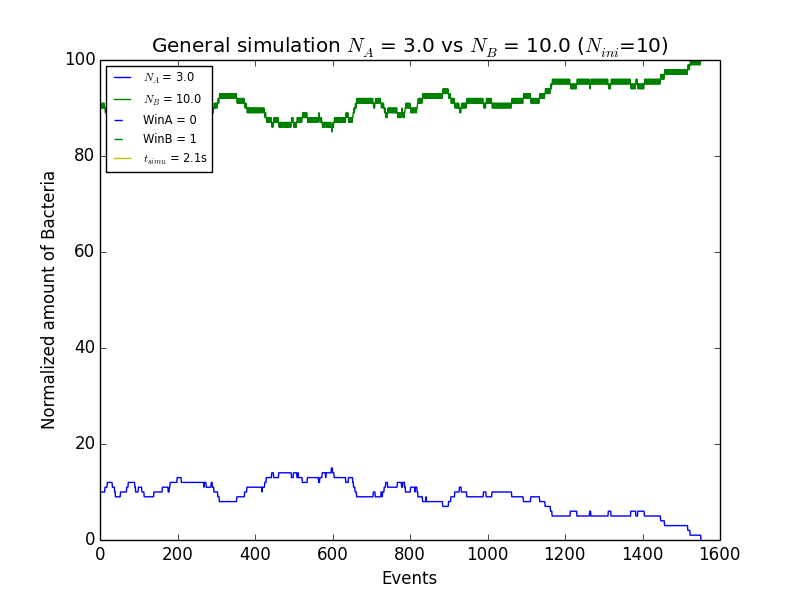 General simulation N_A = 3.0 vs N_B = 10.0 (N_ini=10)
100
80
60
40
20
0
Normalized amount of Bacteria
N_A = 3.0
N_B = 10.0
WinA = 0
WinB = 1
t_simu = 2.1s
0 200 400 600 800 1000 1200 1400 1600
Events